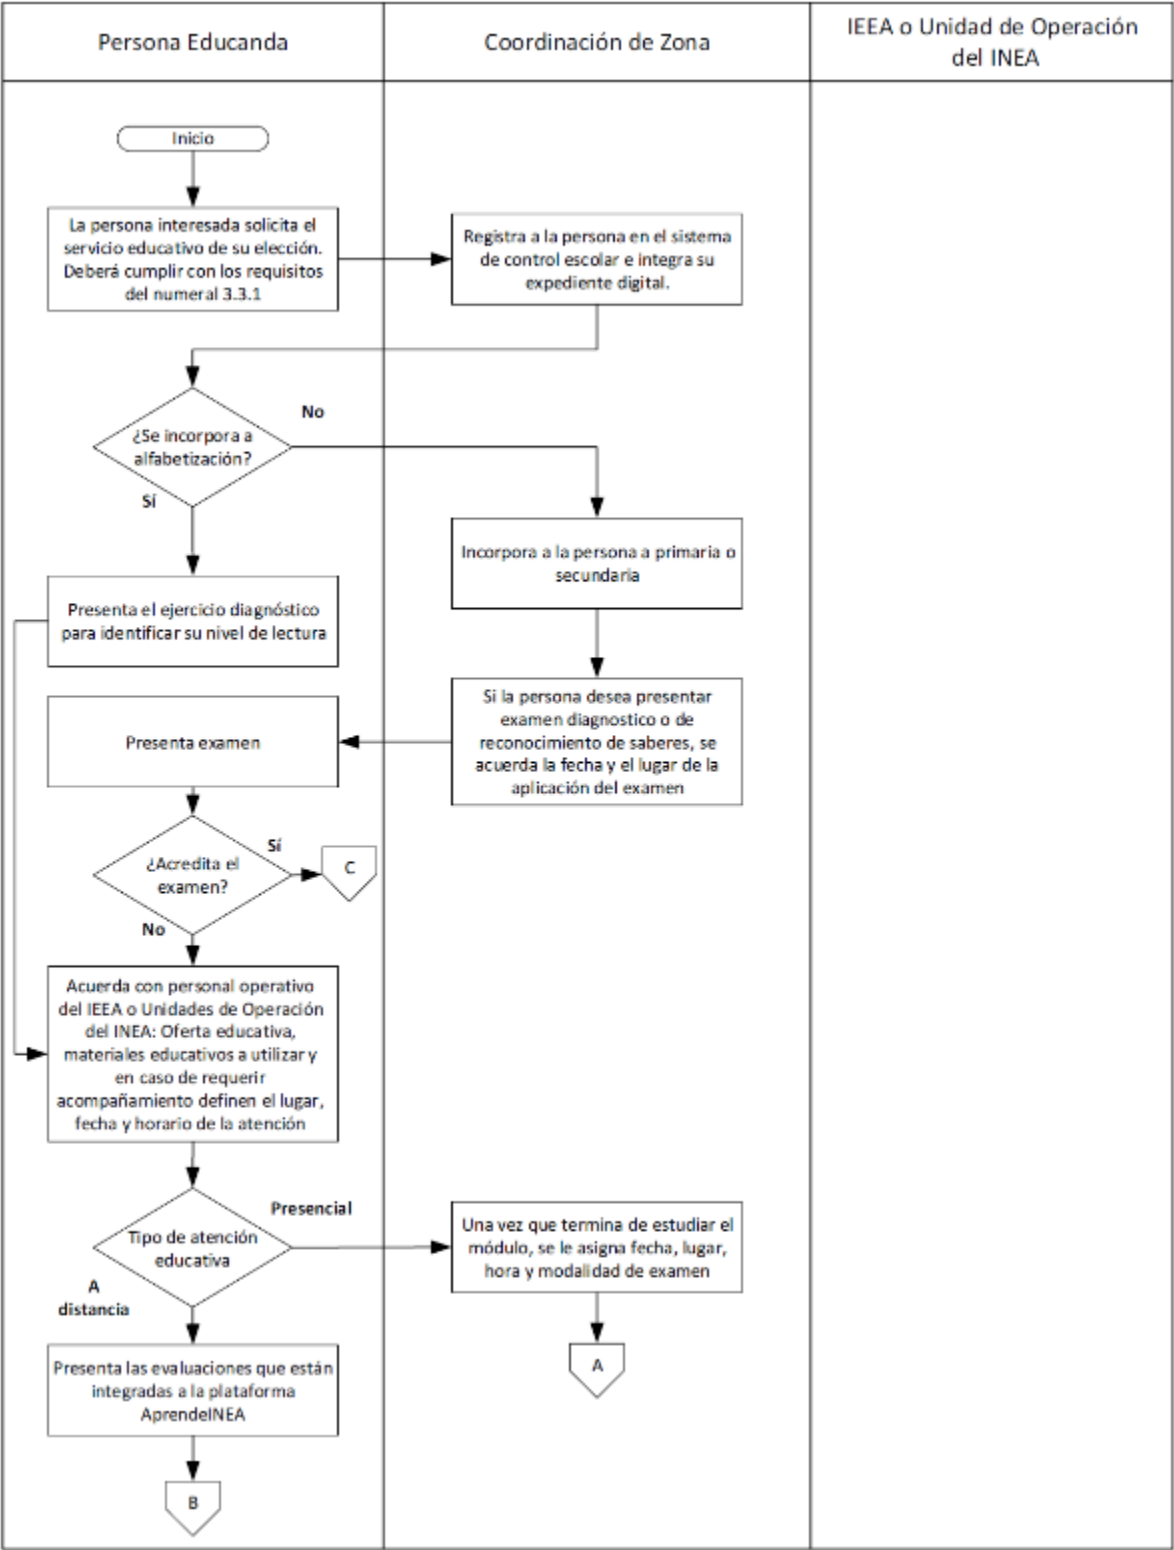 Persona Educanda
Coordinación de Zona
IEEA o Unidad de Operación
del INEA
Inicio
La persona interesada solicita el
servicio educativo de su elección.
Deberá cumplir con los requisitos
del numeral 3.3.1
Registra a la persona en el sistema
de control escolar e integra su
expediente digital.
¿Se incorpora a
alfabetización?
No
Sí
Incorpora a la persona a primaria o
secundaria
Presenta el ejercicio diagnóstico
para identificar su nivel de lectura
Si la persona desea presentar
examen diagnostico o de
reconocimiento de saberes, se
acuerda la fecha y el lugar de la
aplicación del examen
Presenta examen
¿Acredita el
examen?
Sí
C
No
Acuerda con personal operativo
del IEEA o Unidades de Operación
del INEA: Oferta educativa,
materiales educativos a utilizar y
en caso de requerir
acompañamiento definen el lugar,
fecha y horario de la atención
Tipo de atención
educativa
Presencial
Una vez que termina de estudiar el
módulo, se le asigna fecha, lugar,
hora y modalidad de examen
A
A
distancia
Presenta las evaluaciones que están
integradas a la plataforma
AprendeINEA
B